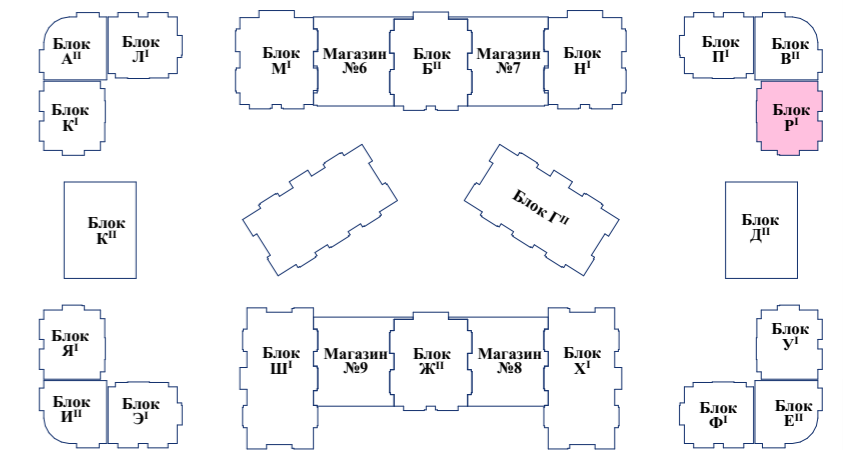 Блок
Аᴵᴵ
Блок
Лᴵ
Блок
Мᴵ
Магазин
№6
Блок
Бᴵᴵ
Магазин
№7
Блок
Нᴵ
Блок
Пᴵ
Блок
Вᴵᴵ
Блок
Кᴵ
Блок
Рᴵ
Блок
Кᴵᴵ
Блок Гᴵᴵ
Блок
Дᴵᴵ
Блок
Яᴵ
Блок
Шᴵ
Магазин
№9
Блок
Жᴵᴵ
Магазин
№8
Блок
Хᴵ
Блок
Уᴵ
Блок
Иᴵᴵ
Блок
Эᴵ
Блок
Фᴵ
Блок
Еᴵᴵ